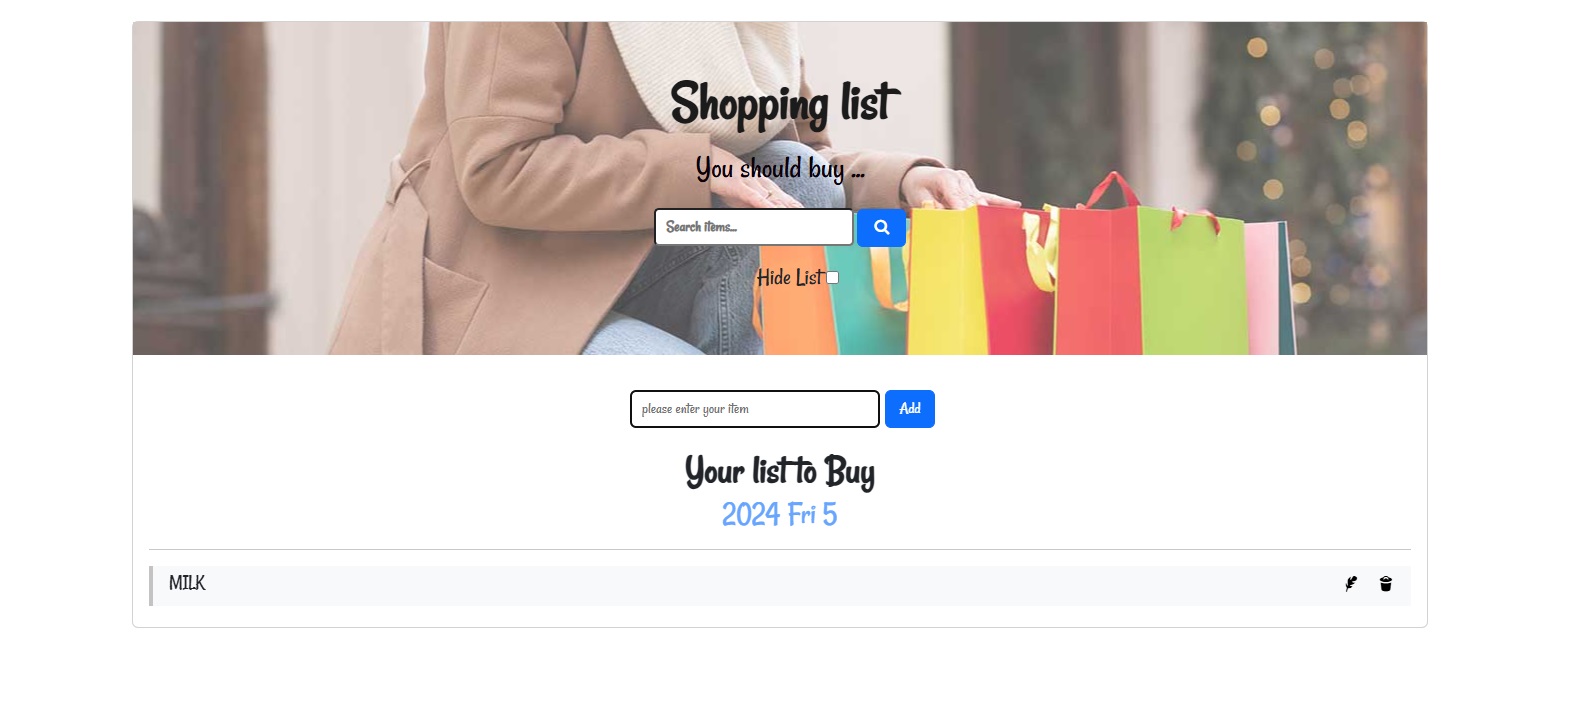 Shopping list
You should buy ...
Search items...
Hide List
please enter your item
Add
Your list to Buy
2024 Fri 5
MILK